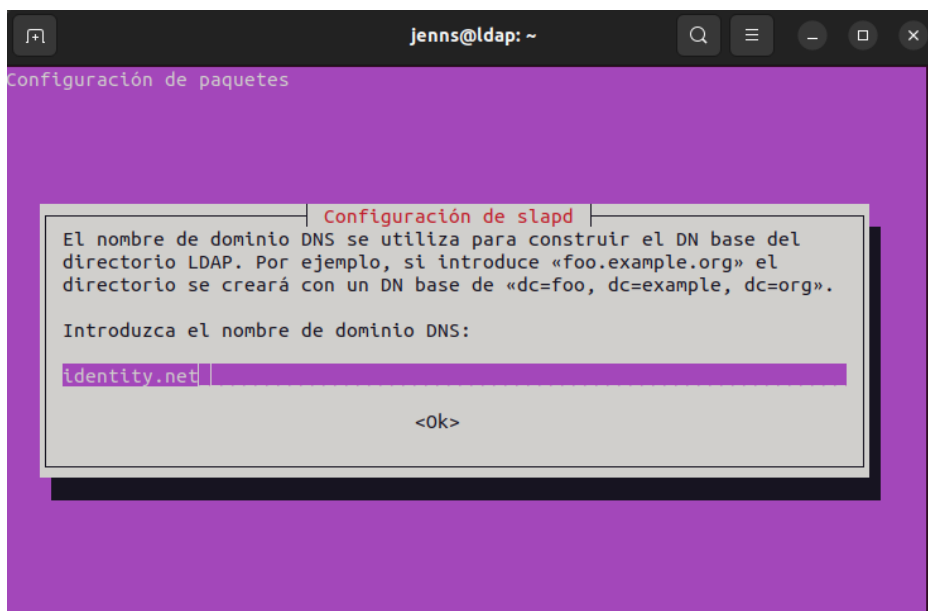 jenns@ldap: ~
Configuración de paquetes
Configuración de slapd
El nombre de dominio DNS se utiliza para construir el DN base del
directorio LDAP. Por ejemplo, si introduce «foo.example.org» el
directorio se creará con un DN base de «dc=foo, dc=example, dc=org».
Introduzca el nombre de dominio DNS:
identity.net
<Ok>